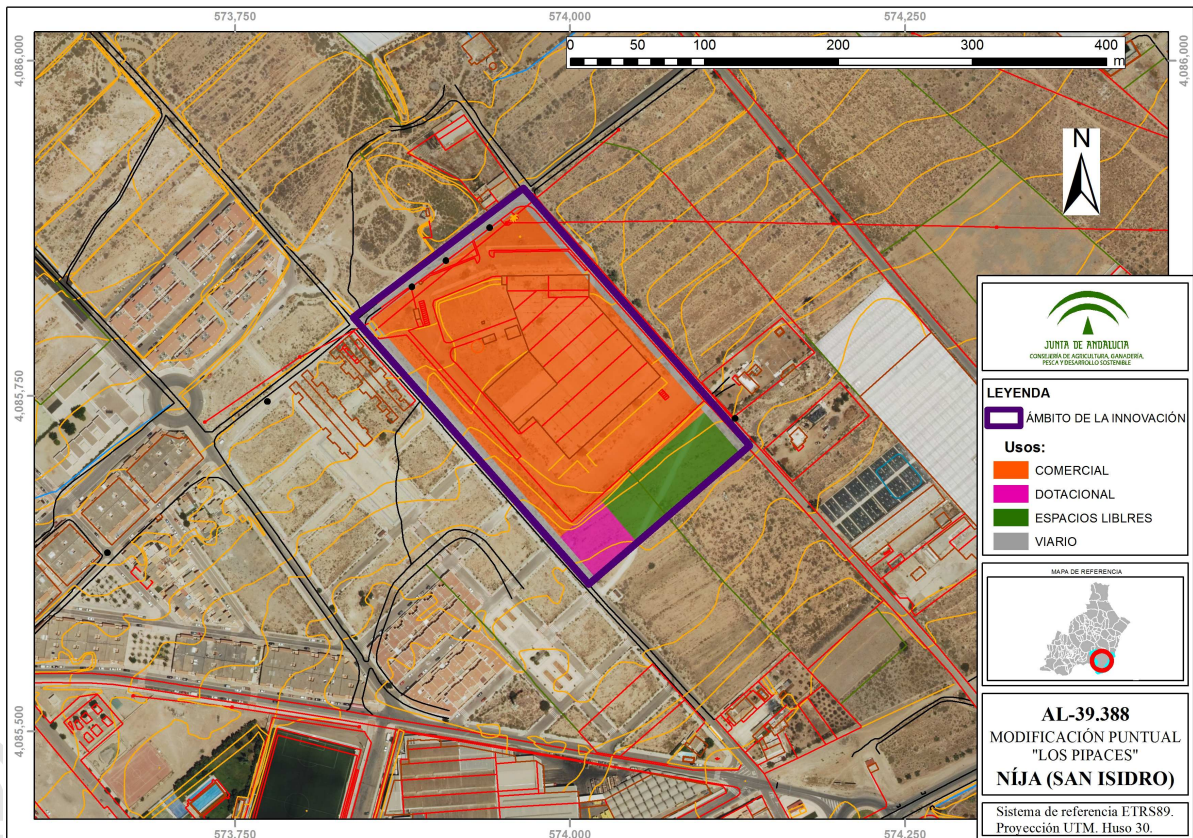 573,750
574,000
574,250
4,086,000
4,086,000
0 50 100 200 300 400
m
N
4,085,750
JUNTA DE ANDALUCIA
CONSEJERÍA DE AGRICULTURA, GANADERÍA,
PESCA Y DESARROLLO SOSTENIBLE
LEYENDA
ÁMBITO DE LA INNOVACIÓN
Usos:
COMERCIAL
DOTACIONAL
ESPACIOS LIBLRES
VIARIO
MAPA DE REFERENCIA
4,085,500
AL-39.388
MODIFICACIÓN PUNTUAL
"LOS PIPACES"
NÍJA (SAN ISIDRO)
Sistema de referencia ETRS89.
Proyección UTM. Huso 30.
573,750
574,000
574,250